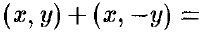 (x, y) + (x, −y) =